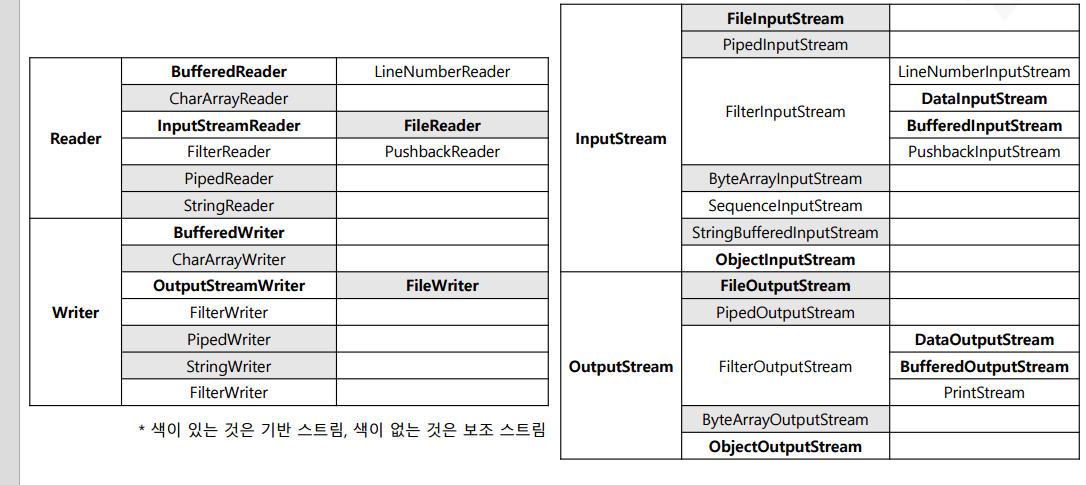 Reader
BufferedReader LineNumberReader
CharArrayReader
InputStreamReader FileReader
FilterReader PushbackReader
PipedReader
StringReader
Writer
BufferedWriter
CharArrayWriter
OutputStreamWriter FileWriter
FilterWriter
PipedWriter
StringWriter
FilterWriter
* 색이 있는 것은 기반 스트림, 색이 없는 것은 보조 스트림
InputStream
FileInputStream
PipedInputStream
FilterInputStream
LineNumberInputStream
DataInputStream
BufferedInputStream
PushbackInputStream
ByteArrayInputStream
SequenceInputStream
StringBufferedInputStream
ObjectInputStream
OutputStream
FileOutputStream
PipedOutputStream
FilterOutputStream
DataOutputStream
BufferedOutputStream
PrintStream
ByteArrayOutputStream
ObjectOutputStream